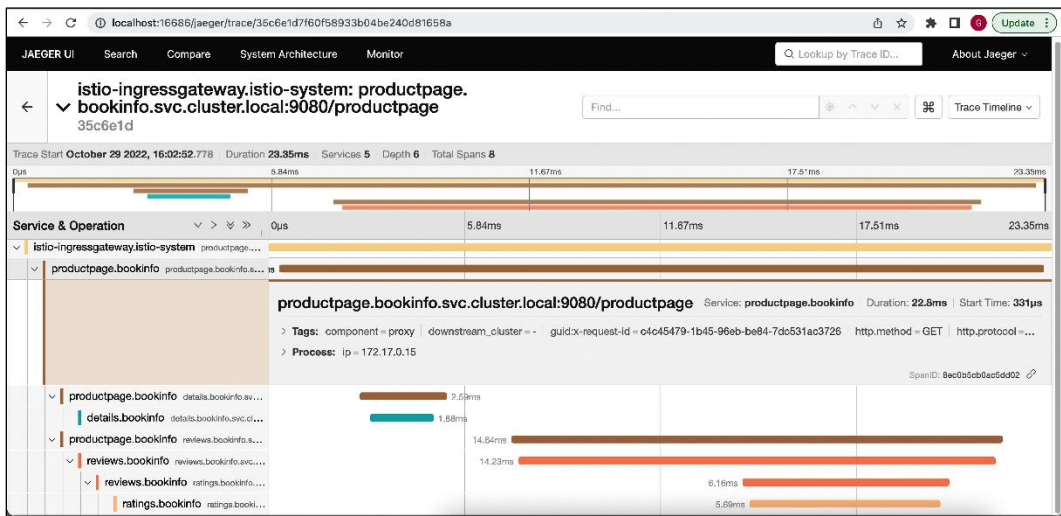 localhost:16686/jaeger/trace/35c6e1d7f60f58933b04be240d81658a G Update
JAEGER UI Search Compare System Architecture Monitor Lookup by Trace ID... About Jaeger
istio-ingressgateway.istio-system: productpage.
bookinfo.svc.cluster.local:9080/productpage
35c6e1d
Find... ⌘ Trace Timeline
Trace Start October 29 2022, 16:02:52.778 Duration 23.35ms Services 5 Depth 6 Total Spans 8
0μs 5.84ms 11.67ms 17.51ms 23.35ms
Service & Operation 0μs 5.84ms 11.67ms 17.51ms 23.35ms
istio-ingressgateway.istio-system productpage....
productpage.bookinfo productpage.bookinfo.s...
productpage.bookinfo.svc.cluster.local:9080/productpage Service: productpage.bookinfo Duration: 22.8ms Start Time: 331μs
Tags: component = proxy downstream_cluster = - guid:x-request-id = c4c45479-1b45-96eb-be84-7dc531ac3726 http.method = GET http.protocol = ...
Process: ip = 172.17.0.15
SpanID: 8ec0b5cb0ac5dd02
productpage.bookinfo details.bookinfo.sv... 2.59ms
details.bookinfo details.bookinfo.svc.cl... 1.88ms
productpage.bookinfo reviews.bookinfo.s... 14.64ms
reviews.bookinfo reviews.bookinfo.svc.... 14.23ms
reviews.bookinfo ratings.bookinfo.... 6.16ms
ratings.bookinfo ratings.booki... 5.69ms